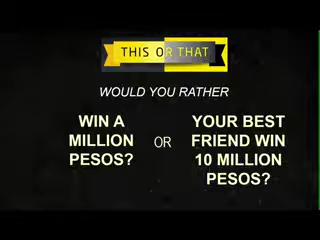 THIS OR THAT
WOULD YOU RATHER
WIN A
MILLION
PESOS?
OR
YOUR BEST
FRIEND WIN
10 MILLION
PESOS?